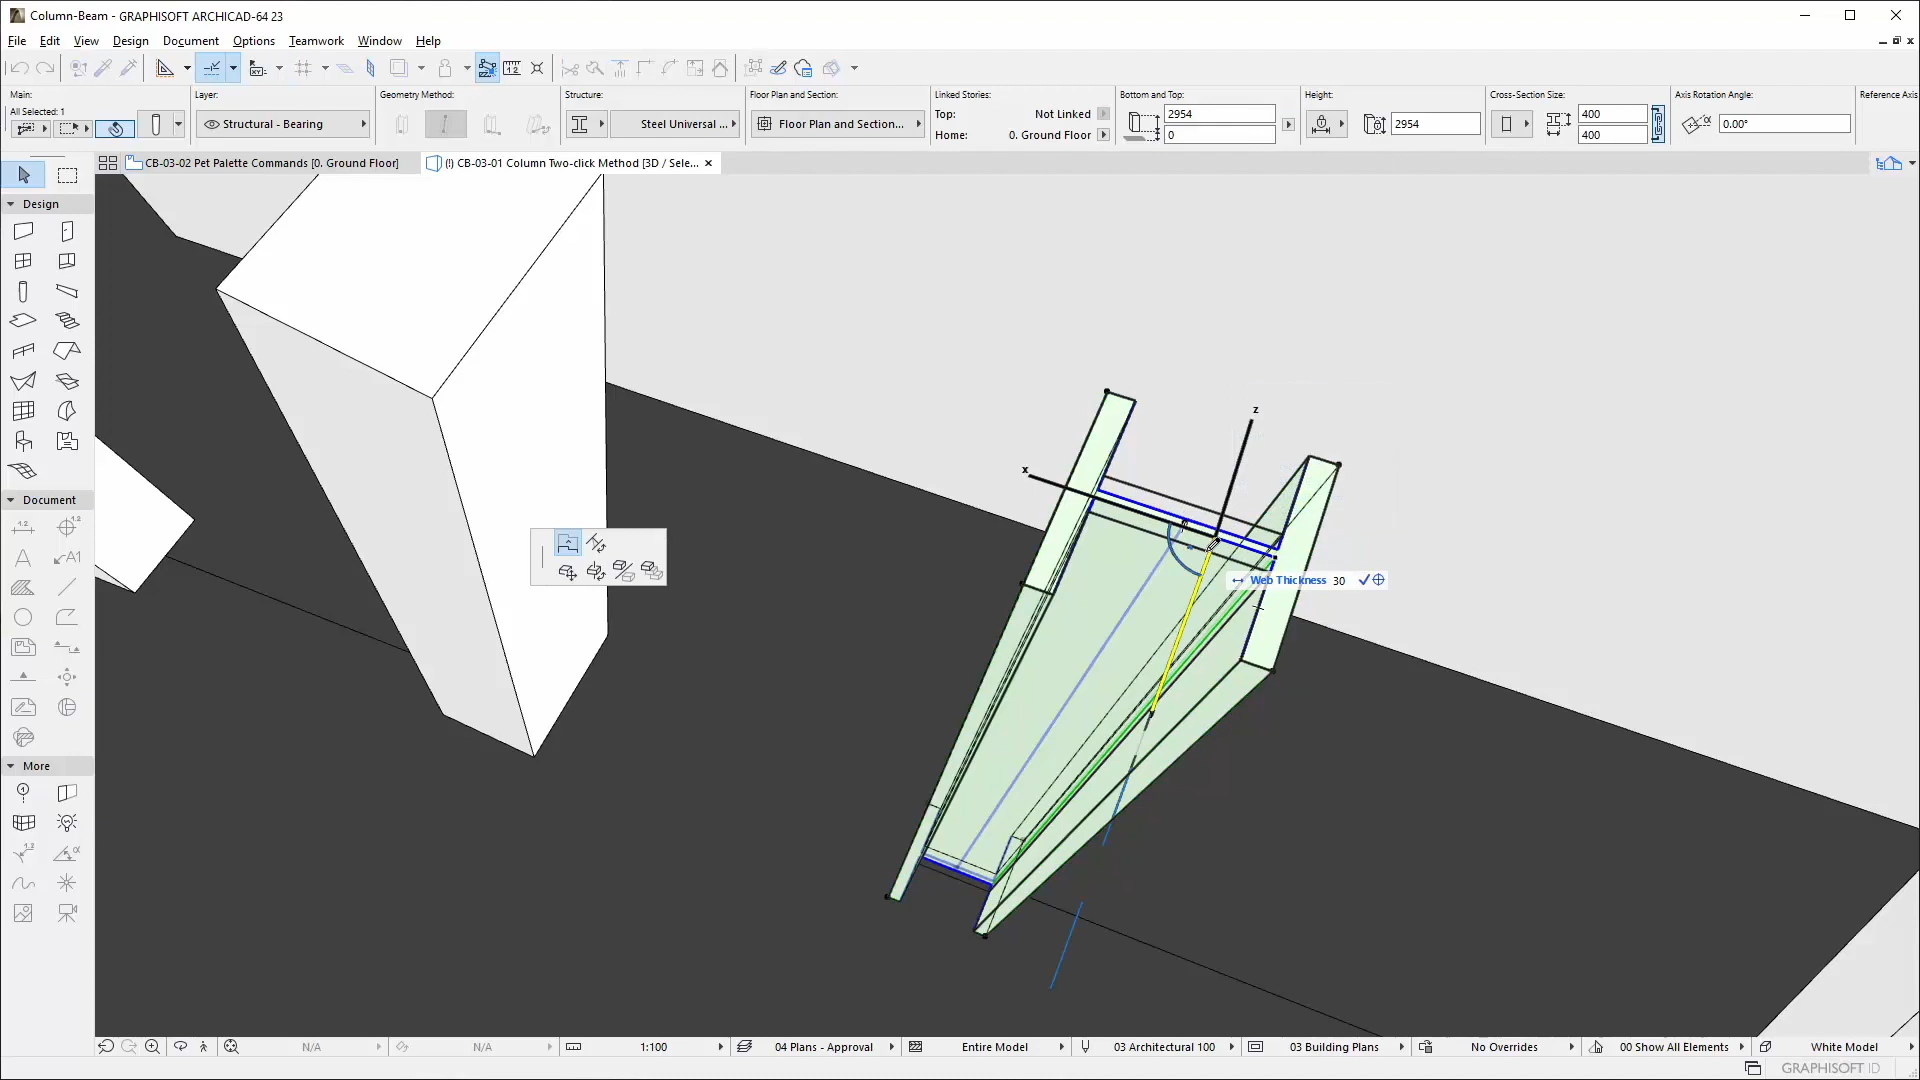 Column-Beam - GRAPHISOFT ARCHICAD-64 23
File Edit View Design Document Options Teamwork Window Help
Main:
All Selected: 1
Layer:
Structural - Bearing
Geometry Method:
Structure:
Steel Universal ...
Floor Plan and Section:
Floor Plan and Section...
Linked Stories:
Top: Not Linked
Home: 0. Ground Floor
Bottom and Top:
2954
0
Height:
2954
Cross-Section Size:
400
400
Axis Rotation Angle:
0.00°
Reference Axis
CB-03-02 Pet Palette Commands [0. Ground Floor]
(!) CB-03-01 Column Two-click Method [3D / Sele...
Design
Document
More
z
x
Web Thickness 30
N/A
N/A
1:100
04 Plans - Approval
Entire Model
03 Architectural 100
03 Building Plans
No Overrides
00 Show All Elements
White Model
GRAPHISOFT ID